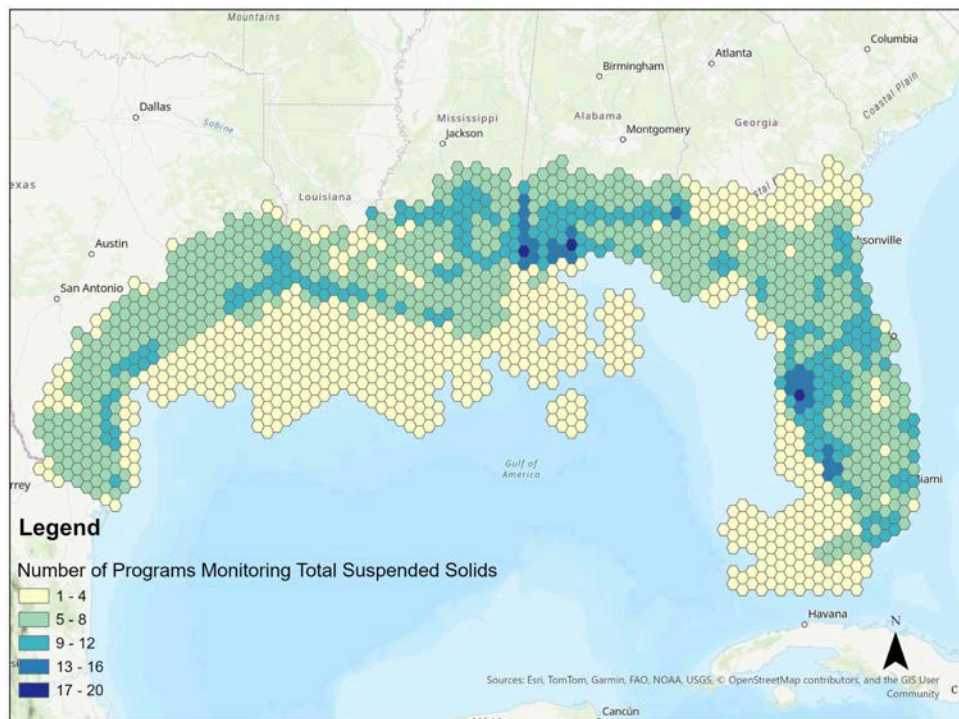 Mountains
Columbia
Atlanta
Birmingham
Dallas
Mississippi
Alabama
Coastal Plain
Sabine
Jackson
Montgomery
Georgia
exas
Louisiana
Coastal
Austin
ksonville
San Antonio
Gulf of
America
rrey
iami
Legend
Number of Programs Monitoring Total Suspended Solids
1 - 4
5 - 8
9 - 12
13 - 16
17 - 20
Havana
N
Sources: Esri, TomTom, Garmin, FAO, NOAA, USGS, © OpenStreetMap contributors, and the GIS User
Community
Cancún